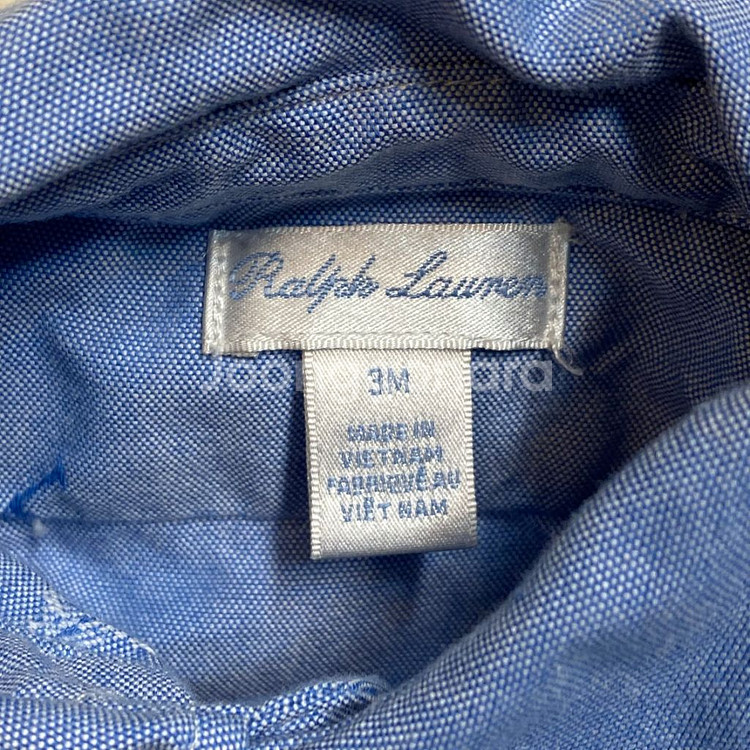 Ralph Lauren
3M
MADE IN
VIETNAM
FABRIQUÉ AU
VIÊT NAM